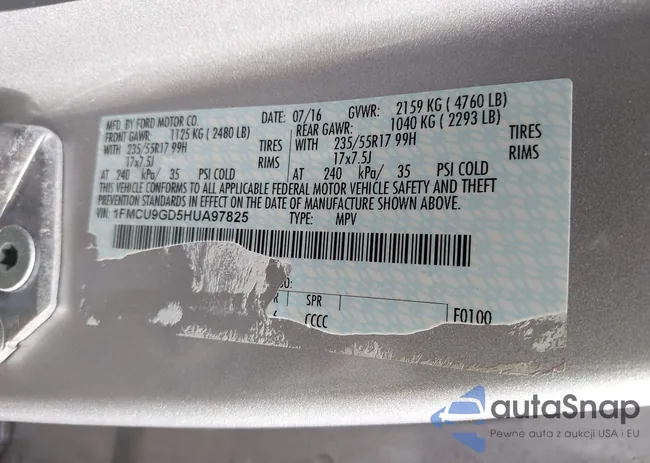 MFD. BY FORD MOTOR CO. 07/16 GVWR: 2159 KG ( 4760 LB)
FRONT GAWR: 1125 KG ( 2480 LB) REAR GAWR: 1040 KG ( 2293 LB)
WITH 235/55R17 99H TIRES WITH 235/55R17 99H TIRES
17x7.5J RIMS 17x7.5J RIMS
AT 240 kPa/ 35 PSI COLD AT 240 kPa/ 35 PSI COLD
THIS VEHICLE CONFORMS TO ALL APPLICABLE FEDERAL MOTOR VEHICLE SAFETY AND THEFT
PREVENTION STANDARDS IN EFFECT ON THE DATE OF MANUFACTURE SHOWN ABOVE.
VIN: 1FMCU9GD5HUA97825 TYPE: MPV
SPR
CCCC F0100
autaSnap
Pewne auta z aukcji USA i EU